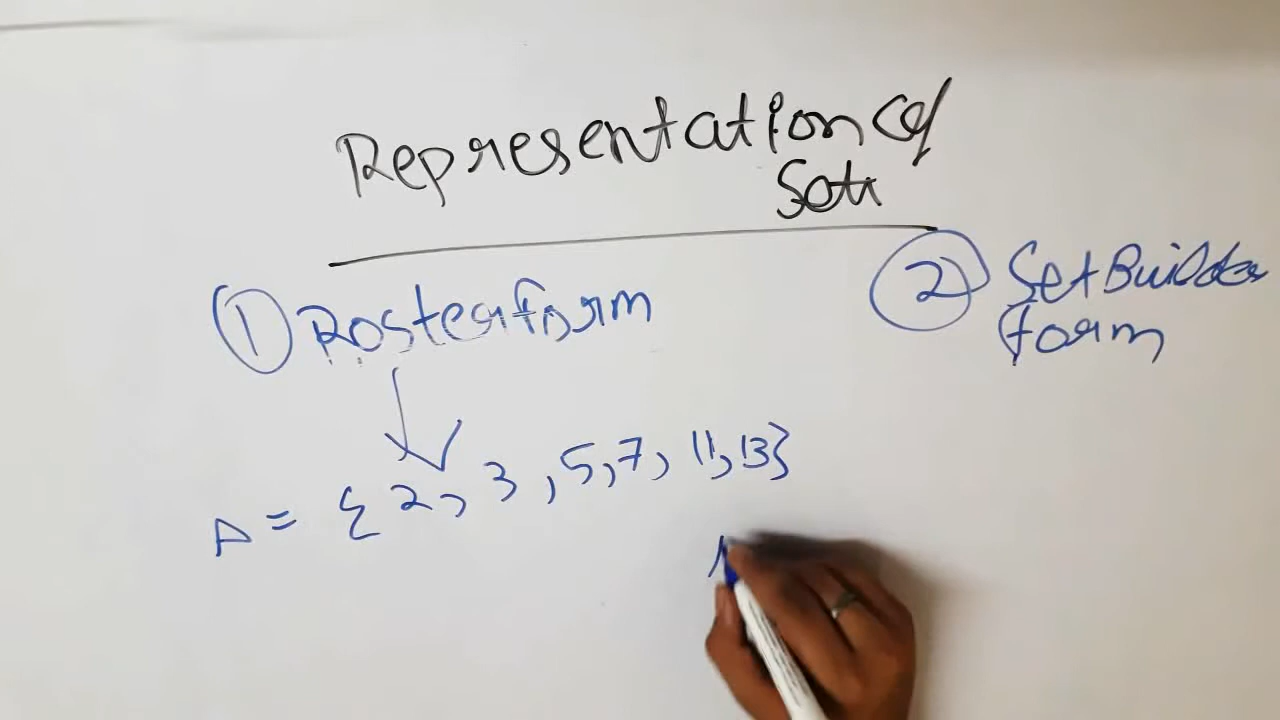 Representation of
Sets
① Roster form
② Set Builder
form
A = {2, 3, 5, 7, 11, 13}